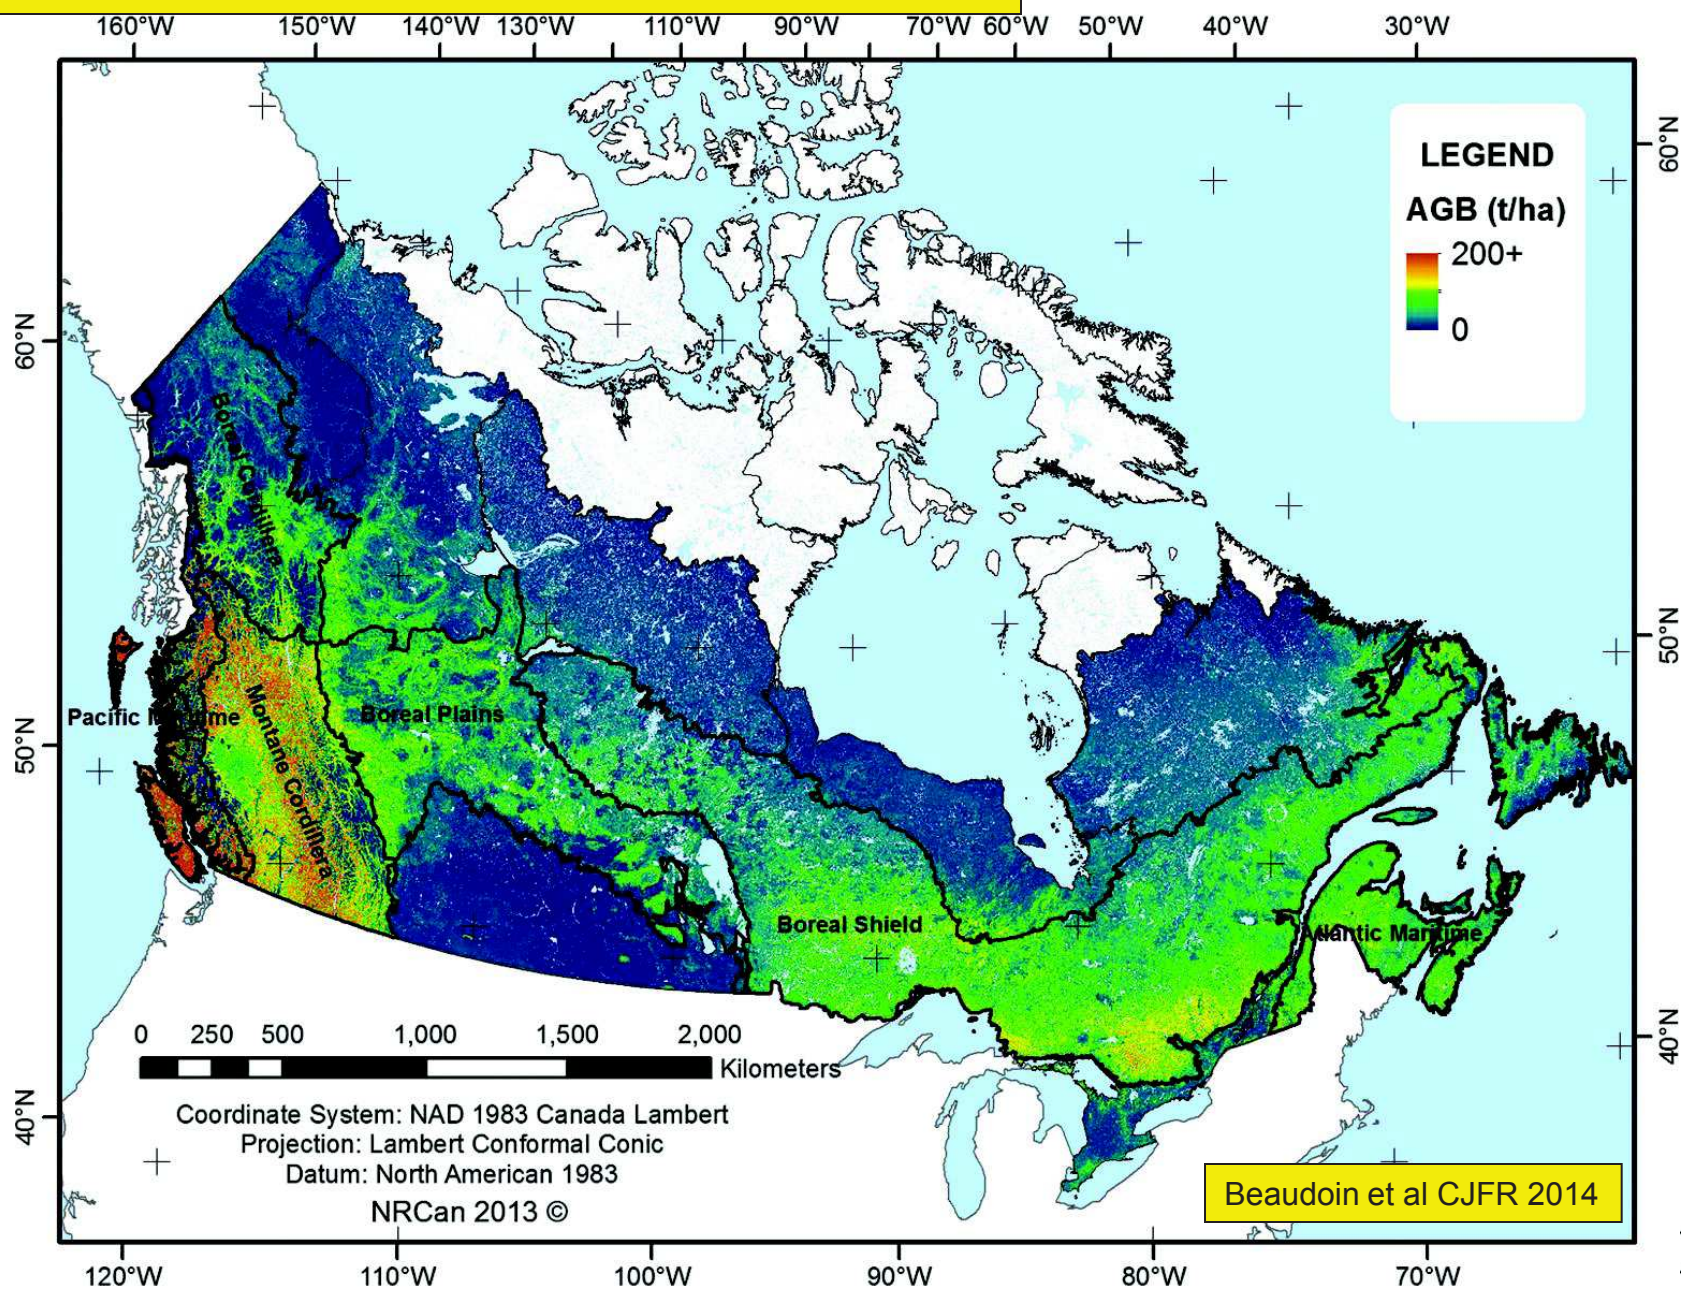 160°W 150°W 140°W 130°W 110°W 90°W 70°W 60°W 50°W 40°W 30°W
LEGEND
AGB (t/ha)
200+
0
60°N
50°N
40°N
60°N
50°N
40°N
Boreal Cordillera
Pacific Maritime
Montane Cordillera
Boreal Plains
Boreal Shield
Atlantic Maritime
0 250 500 1,000 1,500 2,000
Kilometers
Coordinate System: NAD 1983 Canada Lambert
Projection: Lambert Conformal Conic
Datum: North American 1983
NRCan 2013 ©
Beaudoin et al CJFR 2014
120°W 110°W 100°W 90°W 80°W 70°W